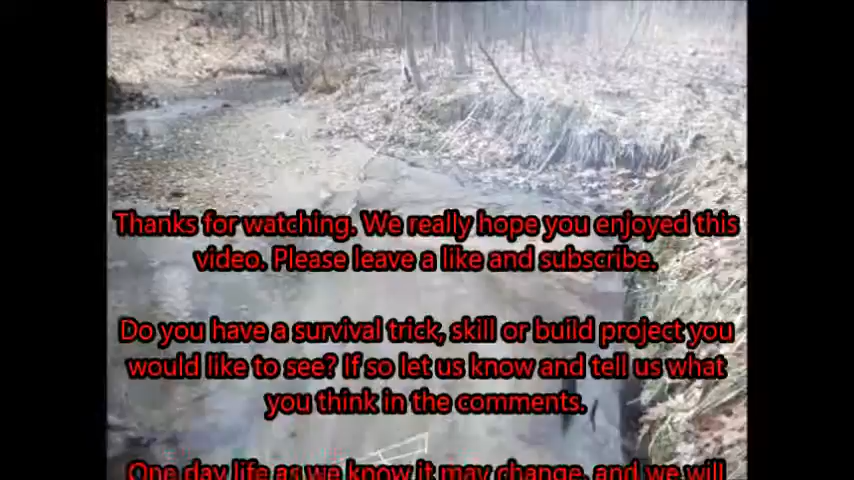 Thanks for watching. We really hope you enjoyed this
video. Please leave a like and subscribe.
Do you have a survival trick, skill or build project you
would like to see? If so let us know and tell us what
you think in the comments.
One day life as we know it may change, and we will